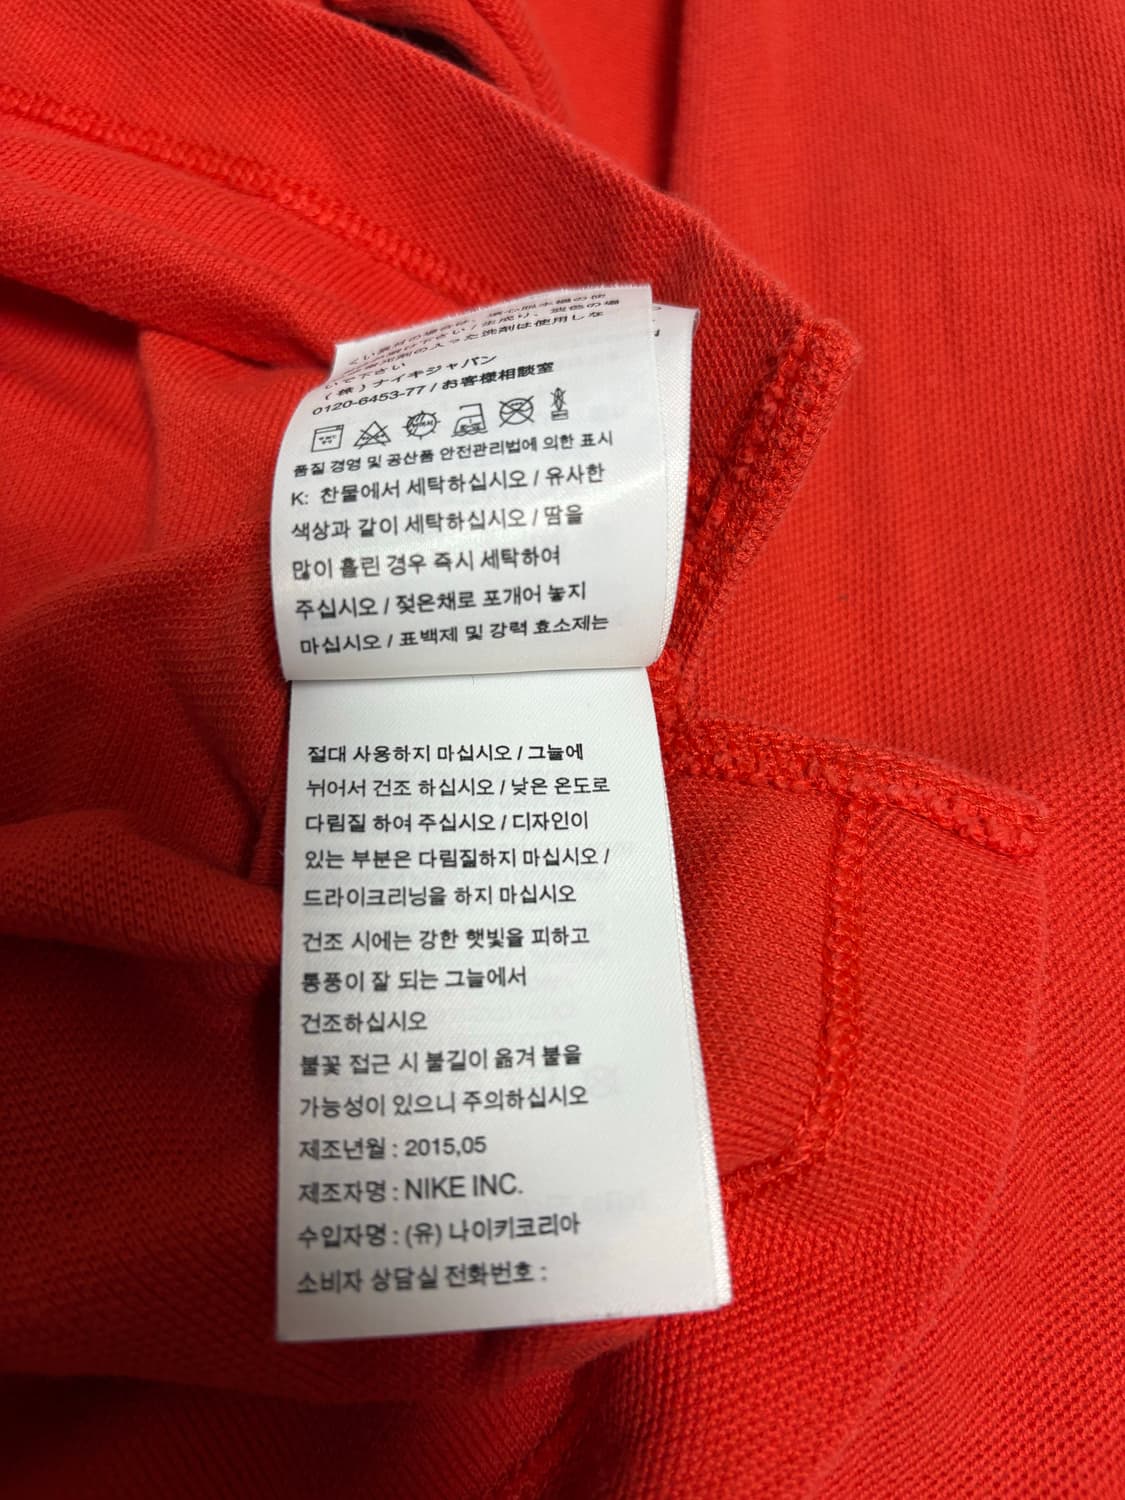 いて下さい
(株)ナイキジャパン
0120-6453-77 / お客様相談室
품질 경영 및 공산품 안전관리법에 의한 표시
K: 찬물에서 세탁하십시오 / 유사한
색상과 같이 세탁하십시오 / 땀을
많이 흘린 경우 즉시 세탁하여
주십시오 / 젖은채로 포개어 놓지
마십시오 / 표백제 및 강력 효소제는
절대 사용하지 마십시오 / 그늘에
뉘어서 건조 하십시오 / 낮은 온도로
다림질 하여 주십시오 / 디자인이
있는 부분은 다림질하지 마십시오 /
드라이크리닝을 하지 마십시오
건조 시에는 강한 햇빛을 피하고
통풍이 잘 되는 그늘에서
건조하십시오
불꽃 접근 시 불길이 옮겨 붙을
가능성이 있으니 주의하십시오
제조년월 : 2015,05
제조자명 : NIKE INC.
수입자명 : (유) 나이키코리아
소비자 상담실 전화번호 :